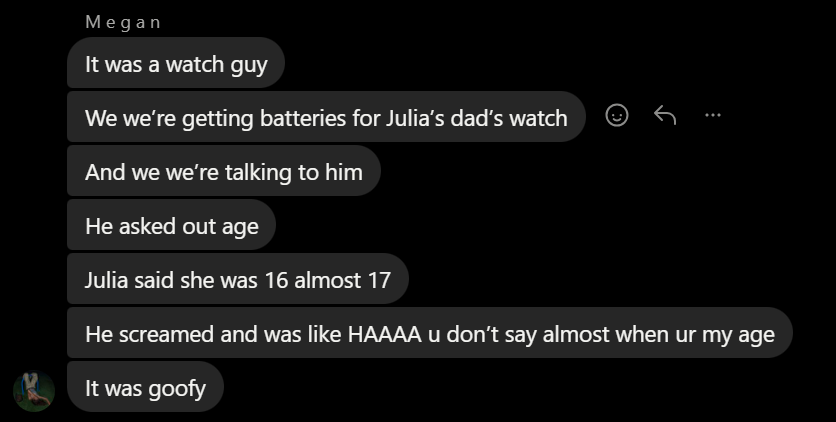 Megan
It was a watch guy
We we’re getting batteries for Julia’s dad’s watch
And we we’re talking to him
He asked out age
Julia said she was 16 almost 17
He screamed and was like HAAAA u don’t say almost when ur my age
It was goofy